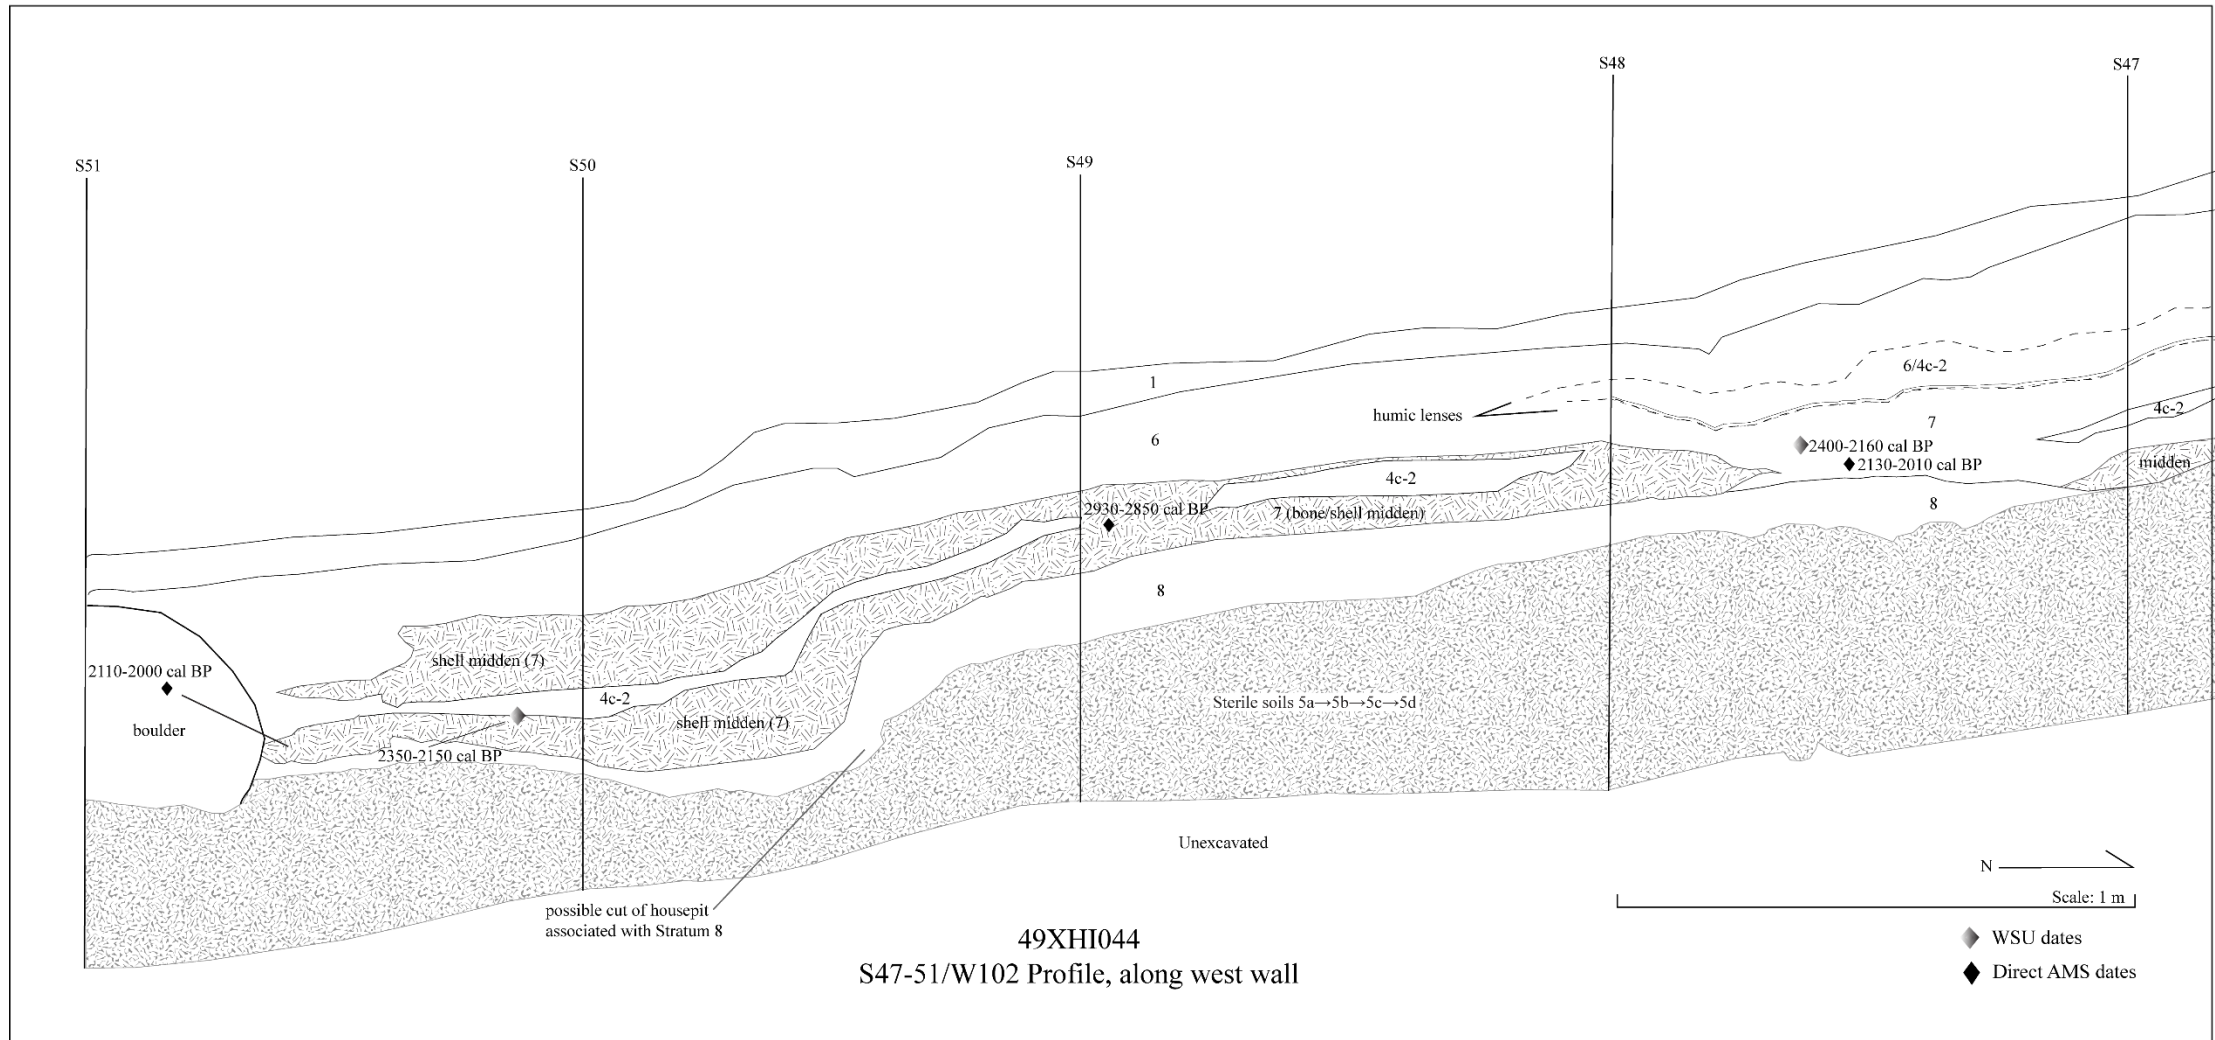 S48
S47
S51
S50
S49
1
6/4c-2
humic lenses
4c-2
7
6
2400-2160 cal BP
2130-2010 cal BP
midden
4c-2
2930-2850 cal BP
7 (bone/shell midden)
8
8
shell midden (7)
2110-2000 cal BP
4c-2
Sterile soils 5a→5b→5c→5d
shell midden (7)
boulder
2350-2150 cal BP
Unexcavated
N
Scale: 1 m
possible cut of housepit
associated with Stratum 8
49XHI044
S47-51/W102 Profile, along west wall
WSU dates
Direct AMS dates